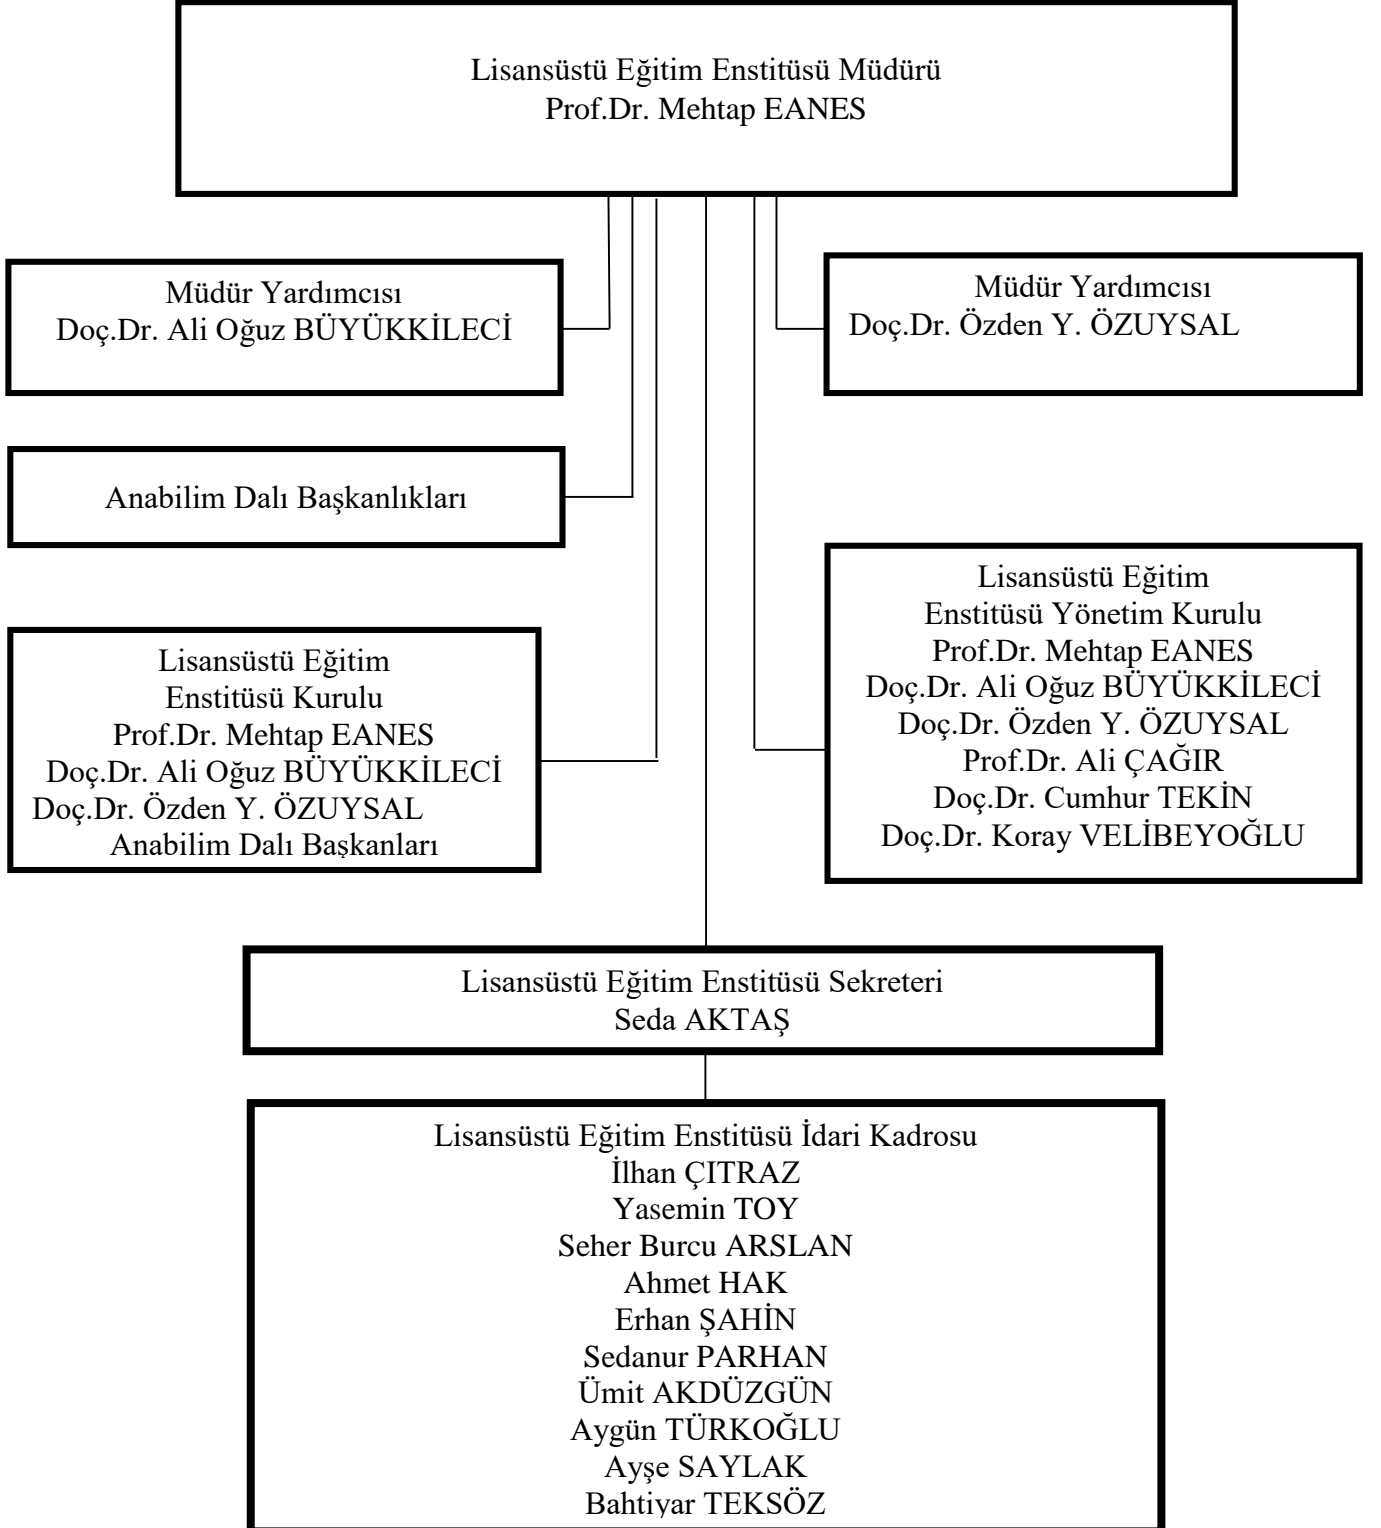 Lisansüstü Eğitim Enstitüsü Müdürü
Prof.Dr. Mehtap EANES
Müdür Yardımcısı
Doç.Dr. Ali Oğuz BÜYÜKKİLECİ
Müdür Yardımcısı
Doç.Dr. Özden Y. ÖZUYSAL
Anabilim Dalı Başkanlıkları
Lisansüstü Eğitim
Enstitüsü Kurulu
Prof.Dr. Mehtap EANES
Doç.Dr. Ali Oğuz BÜYÜKKİLECİ
Doç.Dr. Özden Y. ÖZUYSAL
Anabilim Dalı Başkanları
Lisansüstü Eğitim
Enstitüsü Yönetim Kurulu
Prof.Dr. Mehtap EANES
Doç.Dr. Ali Oğuz BÜYÜKKİLECİ
Doç.Dr. Özden Y. ÖZUYSAL
Prof.Dr. Ali ÇAĞIR
Doç.Dr. Cumhur TEKİN
Doç.Dr. Koray VELİBEYOĞLU
Lisansüstü Eğitim Enstitüsü Sekreteri
Seda AKTAŞ
Lisansüstü Eğitim Enstitüsü İdari Kadrosu
İlhan ÇITRAZ
Yasemin TOY
Seher Burcu ARSLAN
Ahmet HAK
Erhan ŞAHİN
Sedanur PARHAN
Ümit AKDÜZGÜN
Aygün TÜRKOĞLU
Ayşe SAYLAK
Bahtiyar TEKSÖZ